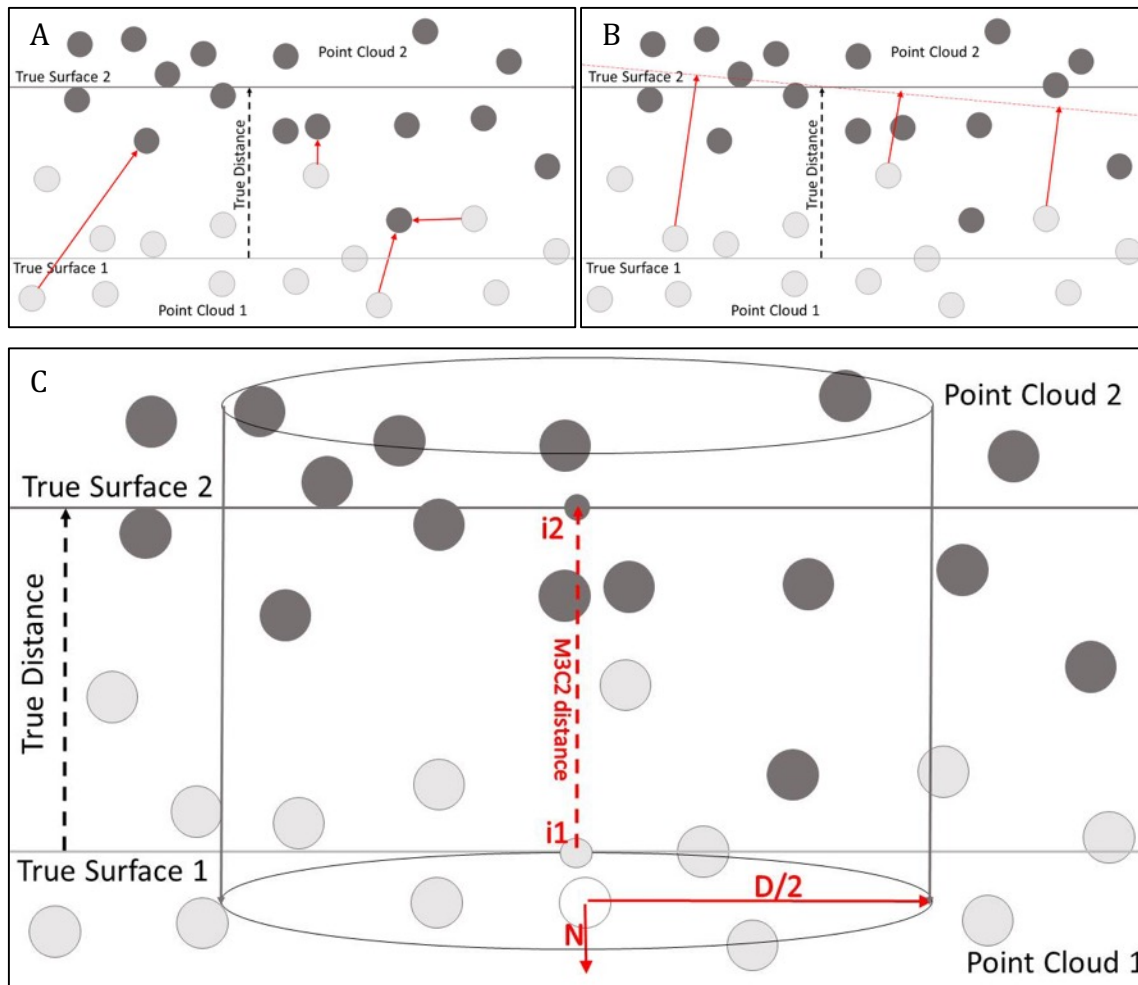 A
Point Cloud 2
True Surface 2
True Distance
True Surface 1
Point Cloud 1
B
Point Cloud 2
True Surface 2
True Distance
True Surface 1
Point Cloud 1
C
Point Cloud 2
True Surface 2
i2
True Distance
M3C2 distance
i1
True Surface 1
D/2
N
Point Cloud 1